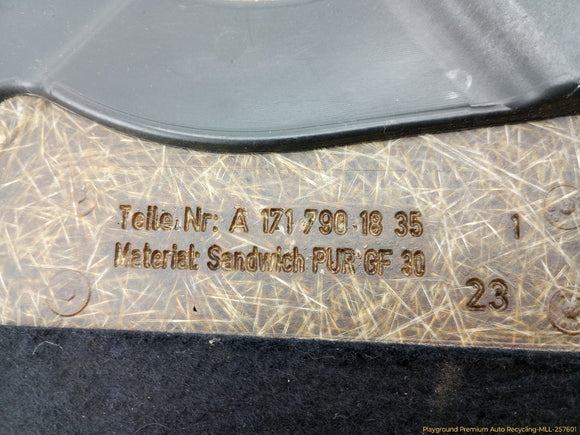 Teile Nr: A 171 790 18 35 1
Material: Sandwich PUR GF 30
23
Playground Premium Auto Recycling-MLL-257601